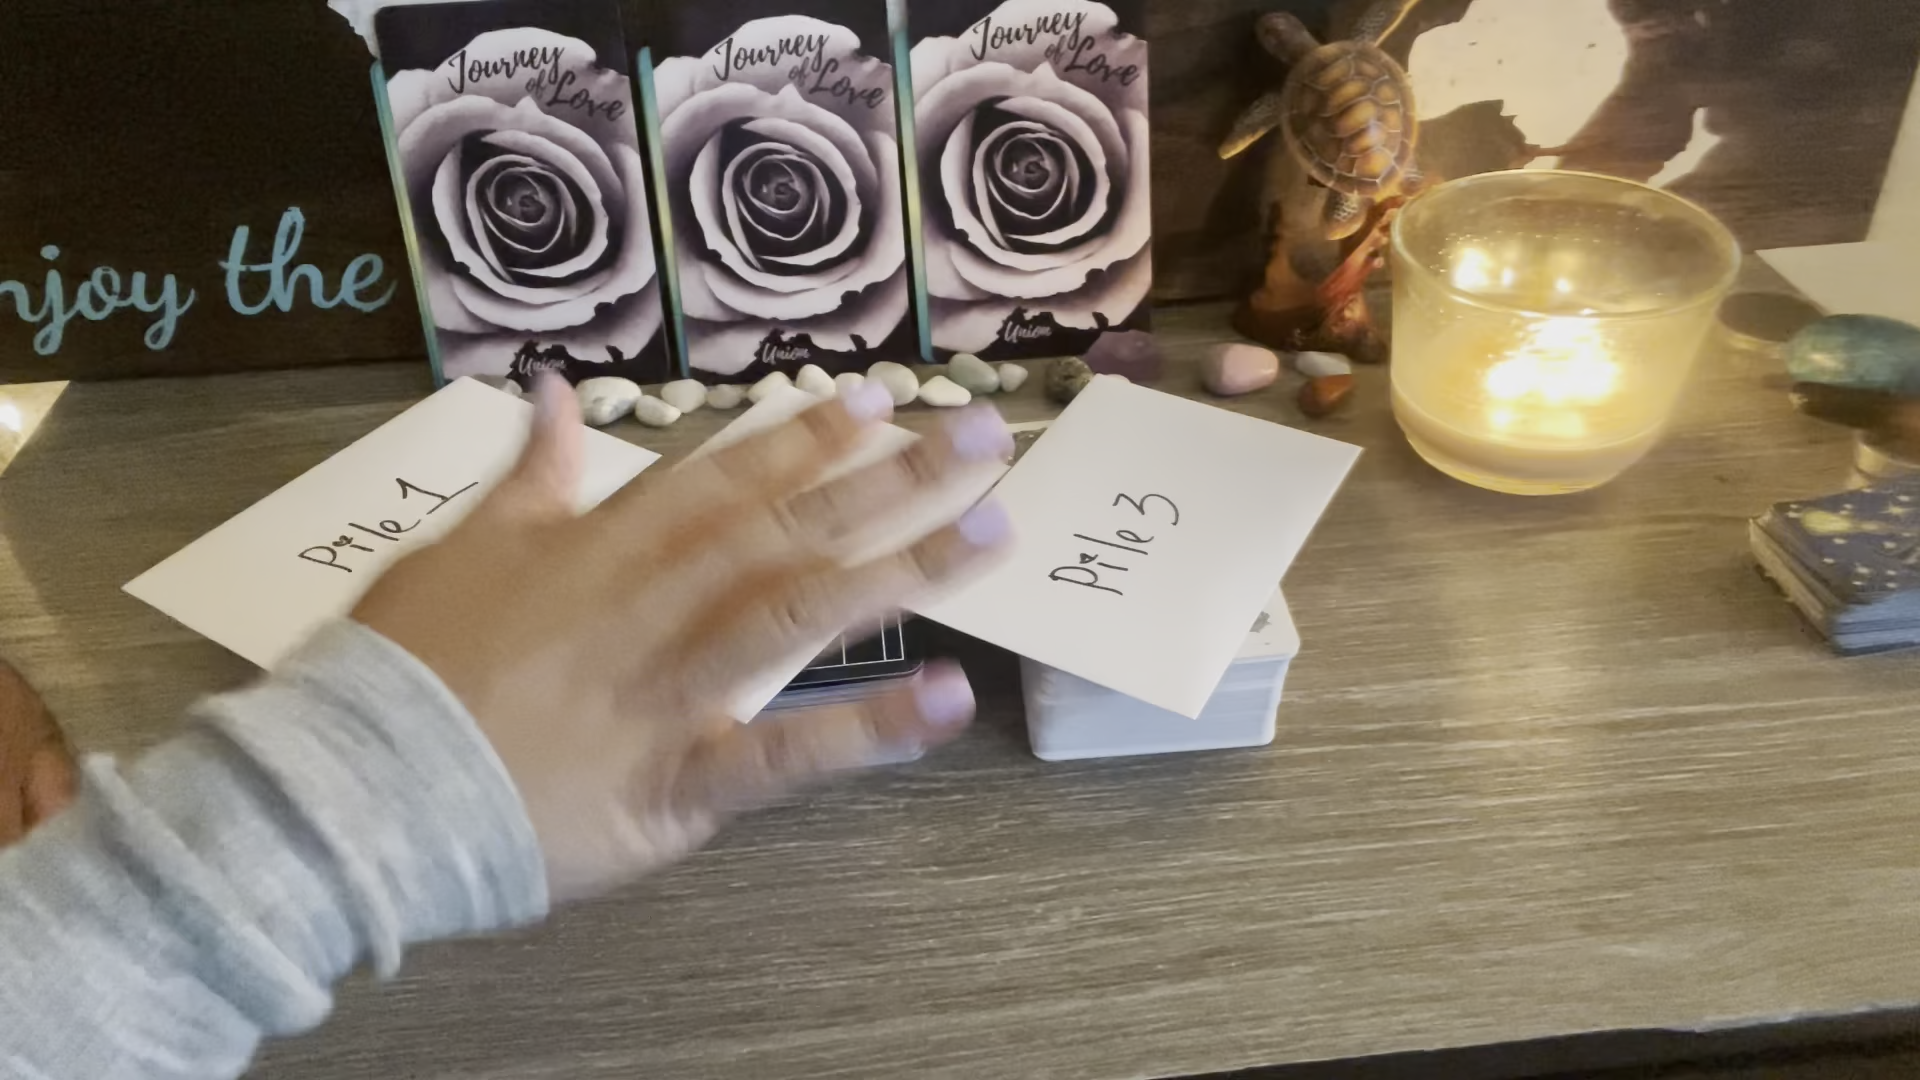 Journey
of Love
Journey
of Love
Journey
of Love
njoy the
Union
Union
Union
Pile 1
Pile 3